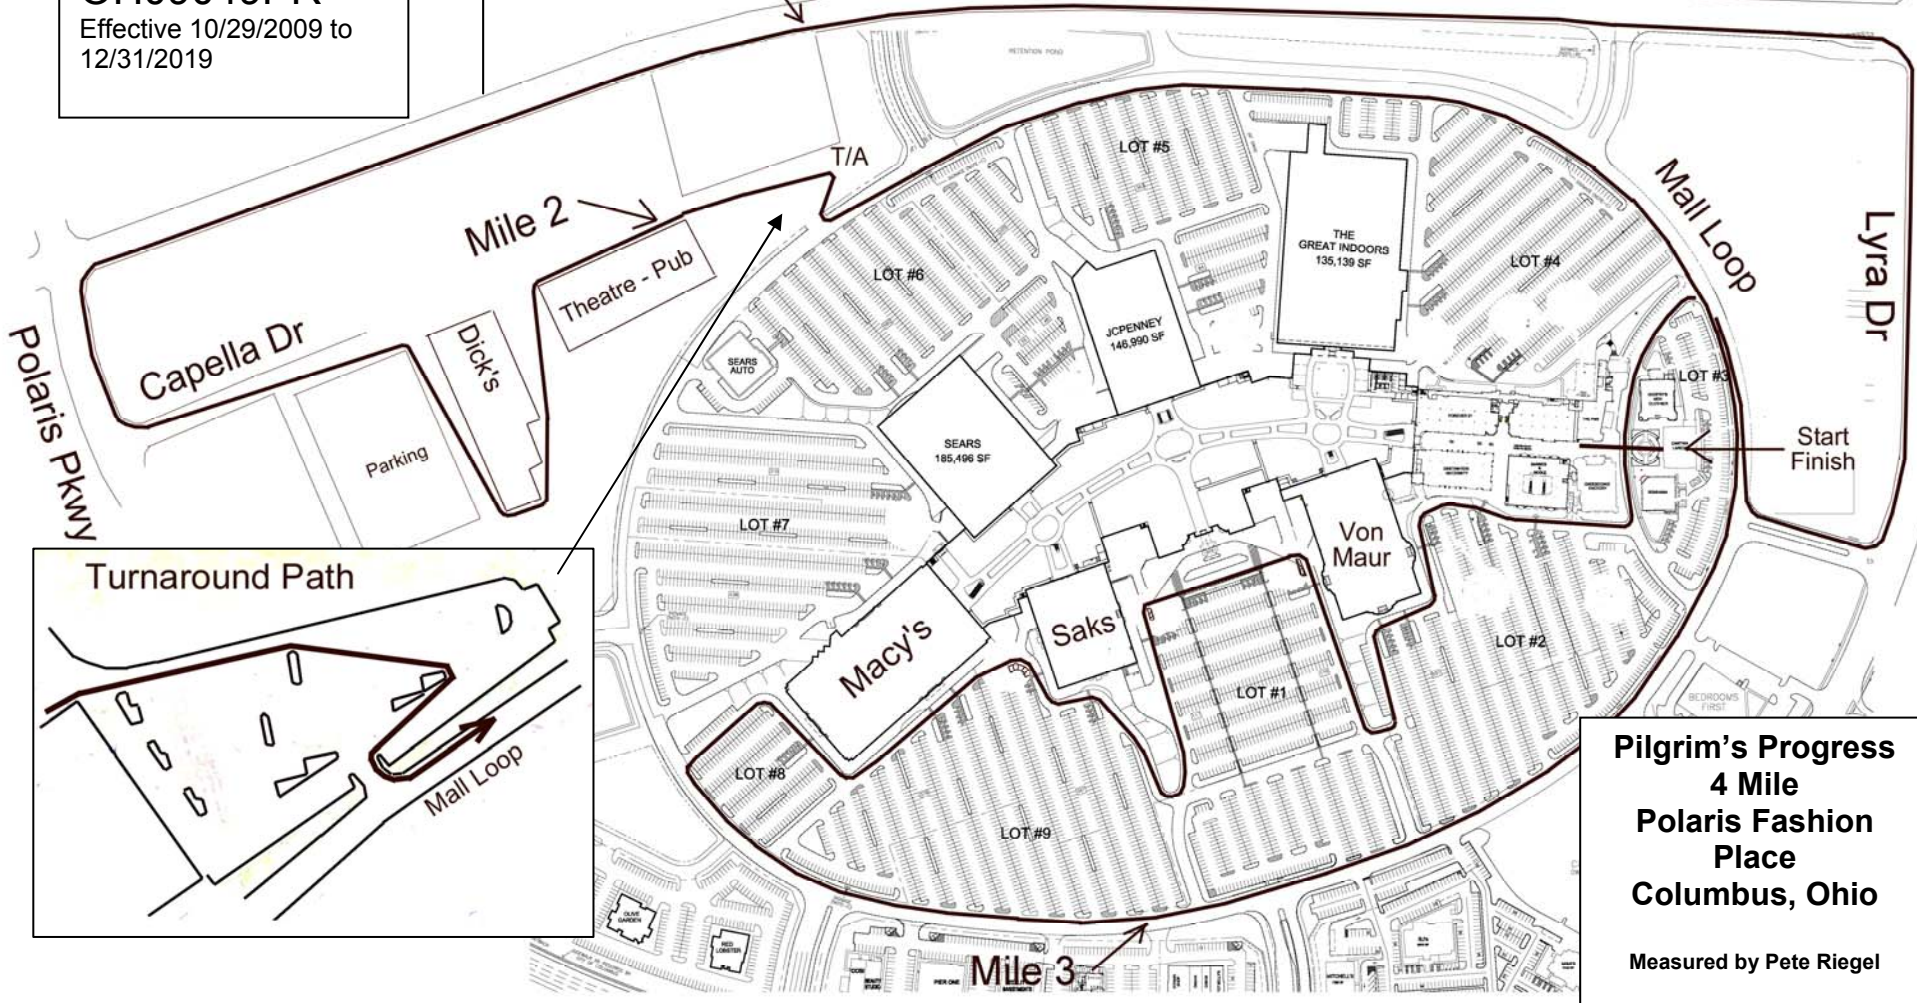 Effective 10/29/2009 to
12/31/2019
RETENTION POND
T/A
LOT #5
Mile 2
Mall Loop
Lyra Dr
THE
GREAT INDOORS
135,139 SF
LOT #4
LOT #6
Theatre - Pub
JCPENNEY
146,990 SF
Polaris Pkwy
Capella Dr
Dick's
SEARS
AUTO
LOT #3
SEARS
185,496 SF
Parking
Start
Finish
LOT #7
Von
Maur
Turnaround Path
Mall Loop
Macy's
Saks
LOT #1
LOT #2
BEDROOMS
FIRST
LOT #8
LOT #9
OLIVE
GARDEN
RED
LOBSTER
PIER ONE
Mile 3
Pilgrim's Progress
4 Mile
Polaris Fashion
Place
Columbus, Ohio
Measured by Pete Riegel